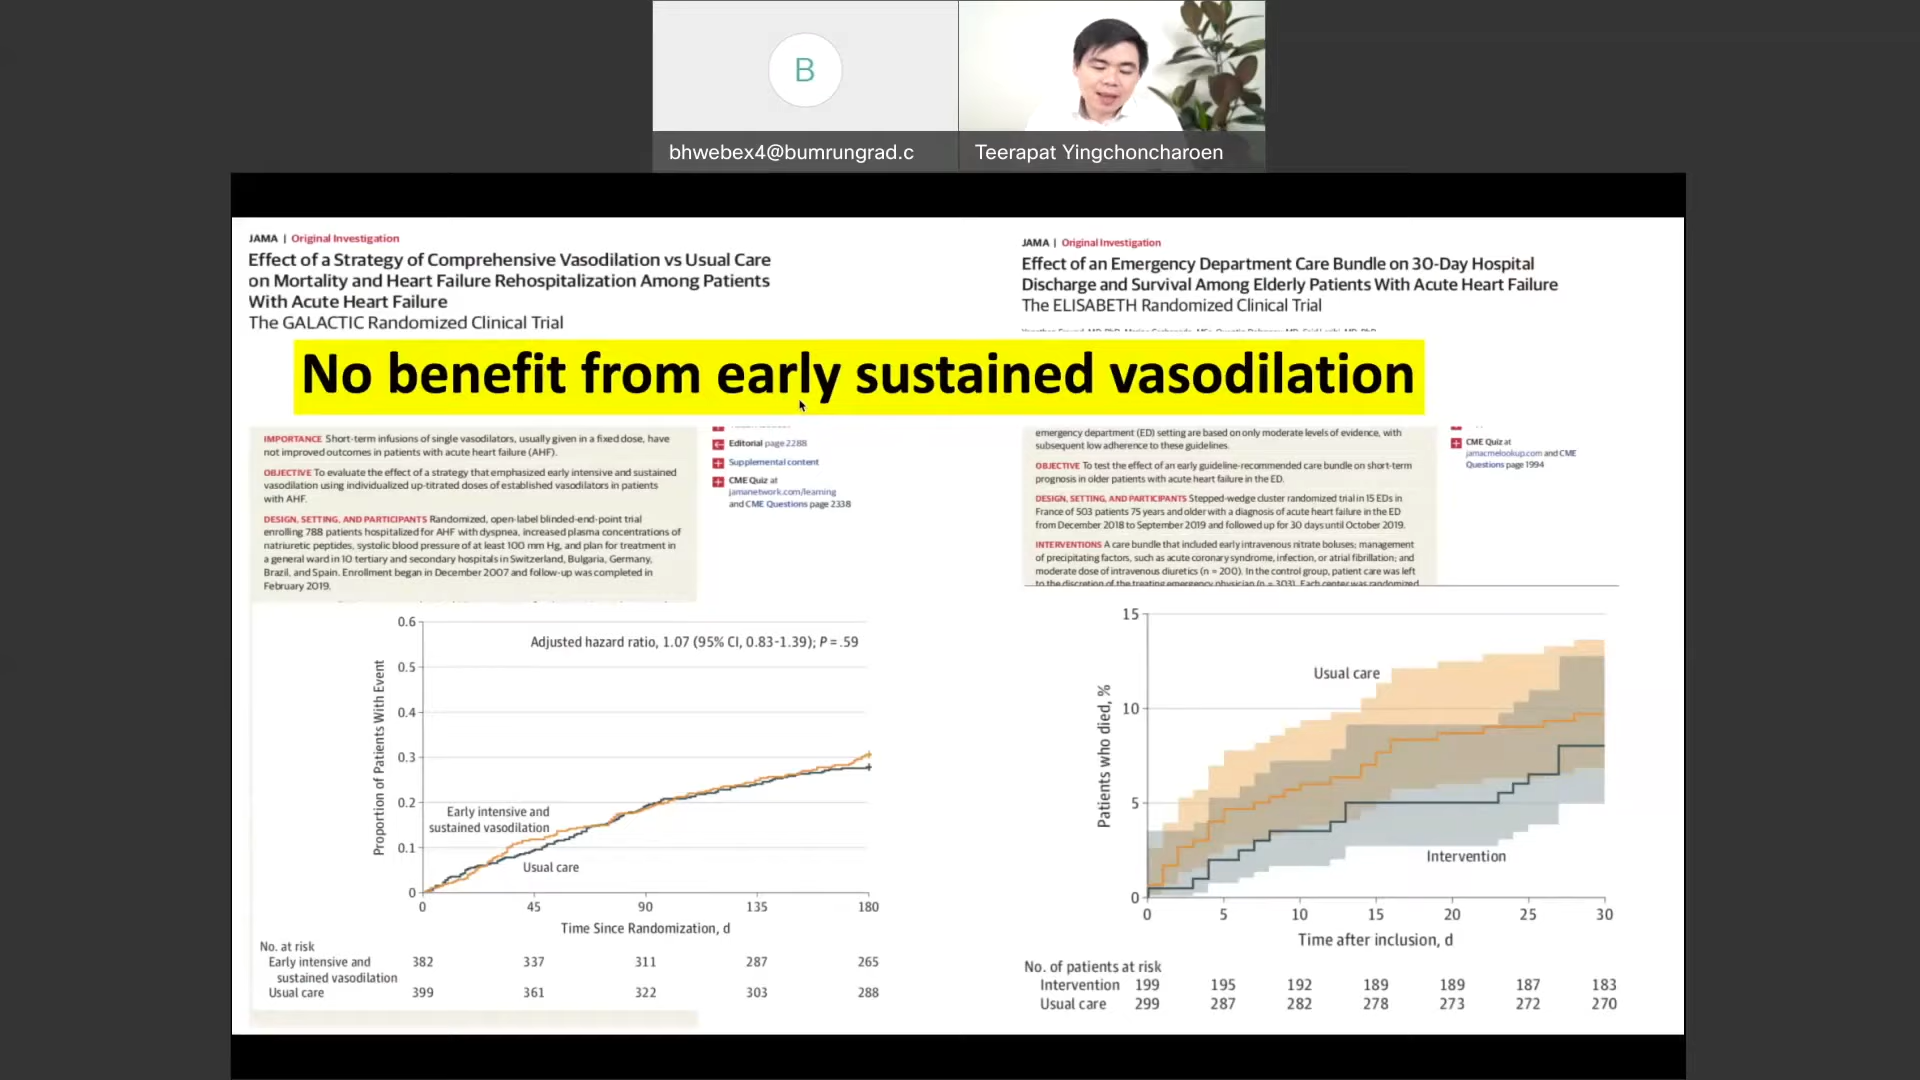 B
bhwebex4@bumrungrad.c
Teerapat Yingchoncharoen
JAMA | Original Investigation
Effect of a Strategy of Comprehensive Vasodilation vs Usual Care
on Mortality and Heart Failure Rehospitalization Among Patients
With Acute Heart Failure
The GALACTIC Randomized Clinical Trial
JAMA | Original Investigation
Effect of an Emergency Department Care Bundle on 30-Day Hospital
Discharge and Survival Among Elderly Patients With Acute Heart Failure
The ELISABETH Randomized Clinical Trial
No benefit from early sustained vasodilation
IMPORTANCE Short-term infusions of single vasodilators, usually given in a fixed dose, have
not improved outcomes in patients with acute heart failure (AHF).
OBJECTIVE To evaluate the effect of a strategy that emphasized early intensive and sustained
vasodilation using individualized up-titrated doses of established vasodilators in patients
with AHF.
DESIGN, SETTING, AND PARTICIPANTS Randomized, open-label blinded-end-point trial
enrolling 788 patients hospitalized for AHF with dyspnea, increased plasma concentrations of
natriuretic peptides, systolic blood pressure of at least 100 mm Hg, and plan for treatment in
a general ward in 10 tertiary and secondary hospitals in Switzerland, Bulgaria, Germany,
Brazil, and Spain. Enrollment began in December 2007 and follow-up was completed in
February 2019.
Editorial page 2288
Supplemental content
CME Quiz at
jamanetwork.com/learning
and CME Questions page 2338
emergency department (ED) setting are based on only moderate levels of evidence, with
subsequent low adherence to these guidelines.
OBJECTIVE To test the effect of an early guideline-recommended care bundle on short-term
prognosis in older patients with acute heart failure in the ED.
DESIGN, SETTING, AND PARTICIPANTS Stepped-wedge cluster randomized trial in 15 EDs in
France of 503 patients 75 years and older with a diagnosis of acute heart failure in the ED
from December 2018 to September 2019 and followed up for 30 days until October 2019.
INTERVENTIONS A care bundle that included early intravenous nitrate boluses; management
of precipitating factors, such as acute coronary syndrome, infection, or atrial fibrillation; and
moderate dose of intravenous diuretics (n = 200). In the control group, patient care was left
to the discretion of the treating emergency physician (n = 303). Each center was randomized
CME Quiz at
jamacmelookup.com and CME
Questions page 1994
Adjusted hazard ratio, 1.07 (95% CI, 0.83-1.39); P = .59
Proportion of Patients With Event
0.6
0.5
0.4
0.3
0.2
0.1
0
Early intensive and
sustained vasodilation
Usual care
0 45 90 135 180
Time Since Randomization, d
No. at risk
Early intensive and
sustained vasodilation 382 337 311 287 265
Usual care 399 361 322 303 288
Patients who died, %
15
10
5
0
Usual care
Intervention
0 5 10 15 20 25 30
Time after inclusion, d
No. of patients at risk
Intervention 199 195 192 189 189 187 183
Usual care 299 287 282 278 273 272 270